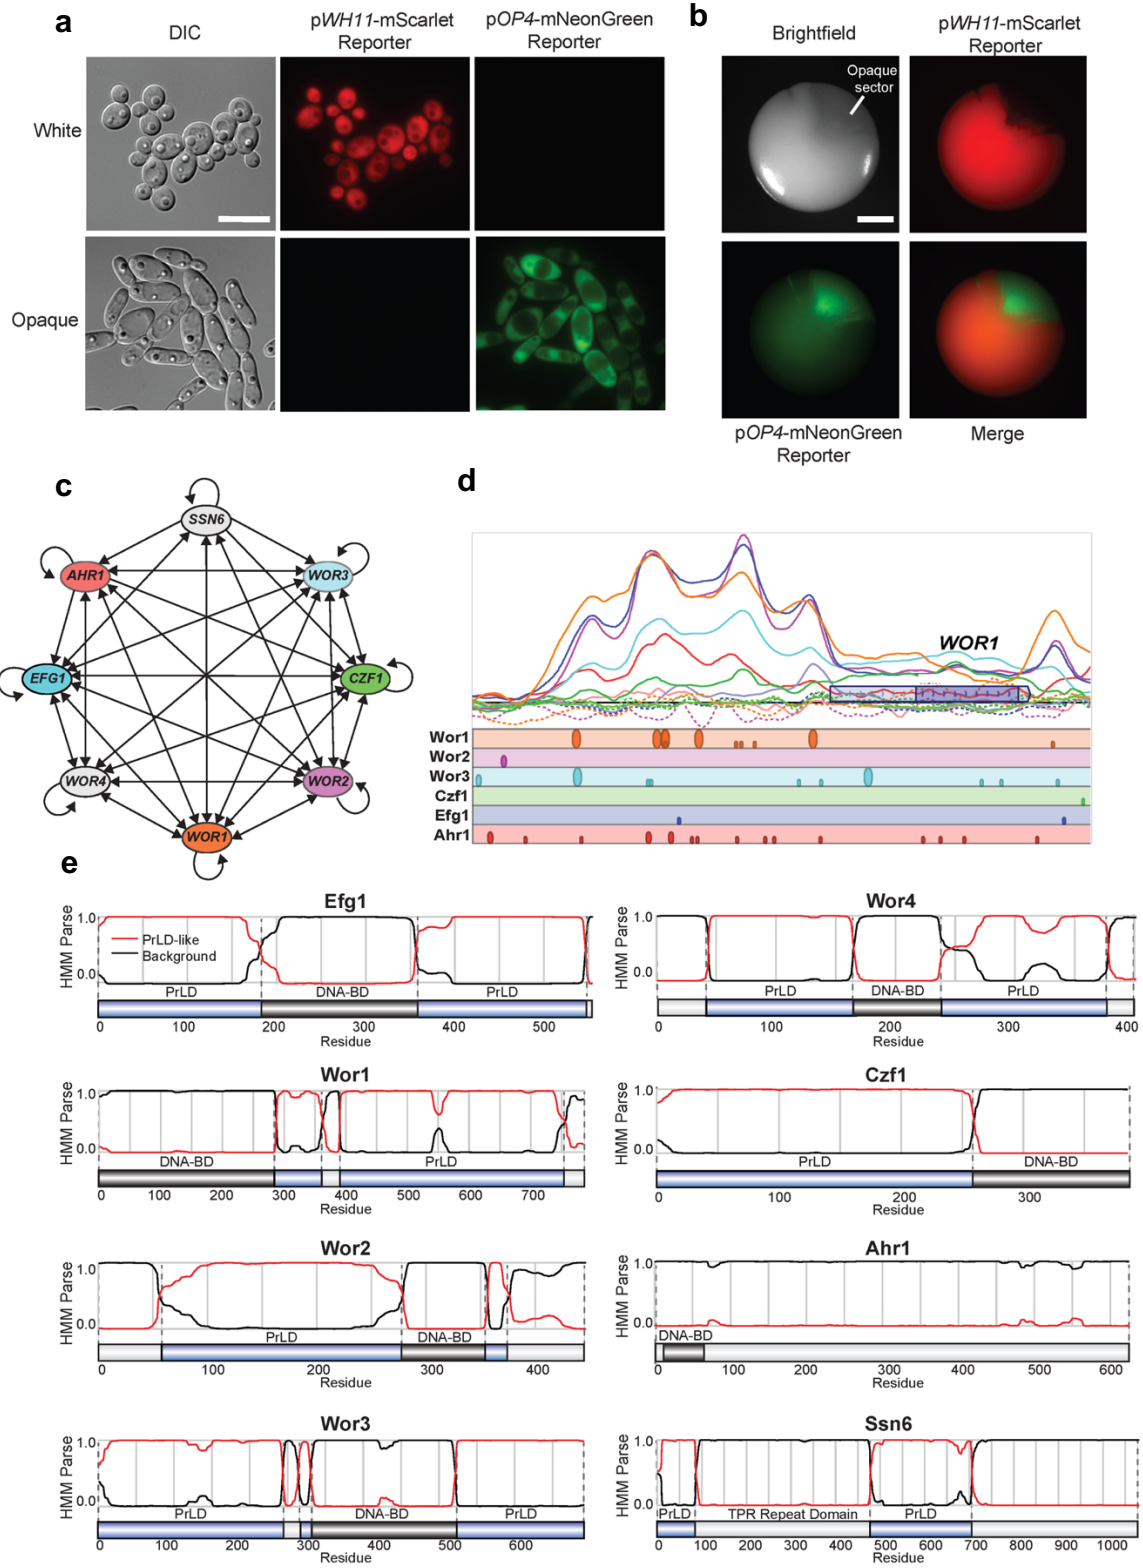 a
DIC
pWH11-mScarlet
Reporter
pOP4-mNeonGreen
Reporter
White
Opaque
b
Brightfield
pWH11-mScarlet
Reporter
Opaque
sector
pOP4-mNeonGreen
Reporter
Merge
c
SSN6
AHR1
WOR3
EFG1
CZF1
WOR4
WOR2
WOR1
d
WOR1
Wor1
Wor2
Wor3
Czf1
Efg1
Ahr1
e
Efg1
HMM Parse
1.0
0.0
PrLD-like
Background
PrLD DNA-BD PrLD
0 100 200 300 400 500
Residue
Wor4
HMM Parse
1.0
0.0
PrLD DNA-BD PrLD
0 100 200 300 400
Residue
Wor1
HMM Parse
1.0
0.0
DNA-BD PrLD
0 100 200 300 400 500 600 700
Residue
Czf1
HMM Parse
1.0
0.0
PrLD DNA-BD
0 100 200 300
Residue
Wor2
HMM Parse
1.0
0.0
PrLD DNA-BD
0 100 200 300 400
Residue
Ahr1
HMM Parse
1.0
0.0
DNA-BD
0 100 200 300 400 500 600
Residue
Wor3
HMM Parse
1.0
0.0
PrLD DNA-BD PrLD
0 100 200 300 400 500 600
Residue
Ssn6
HMM Parse
1.0
0.0
PrLD TPR Repeat Domain PrLD
0 100 200 300 400 500 600 700 800 900 1000
Residue